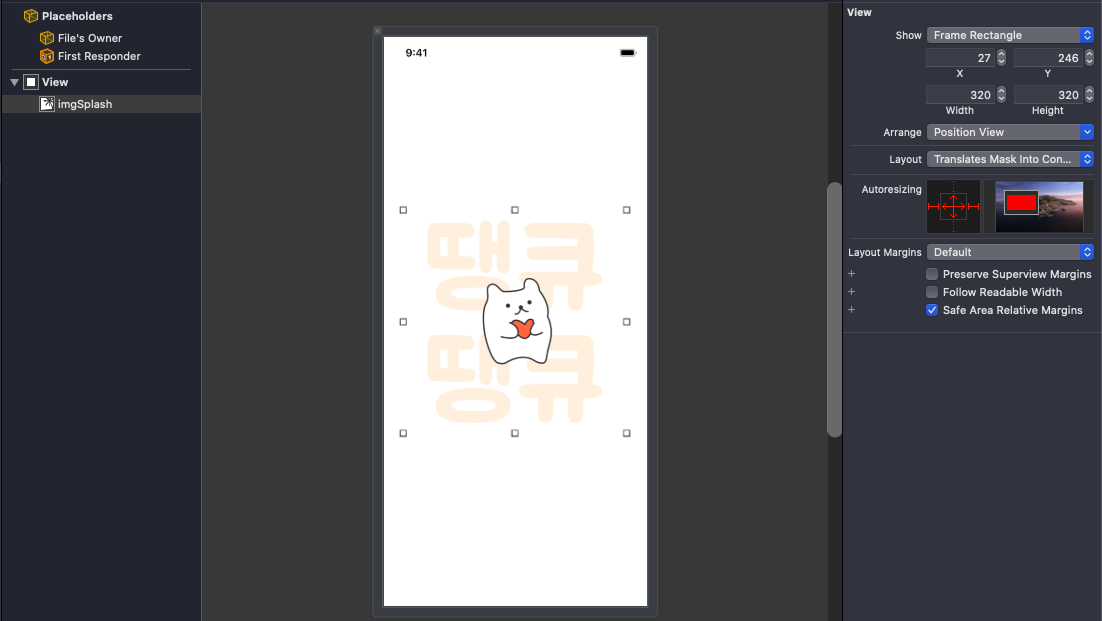 Placeholders
File's Owner
First Responder
View
imgSplash
9:41
땡큐
땡큐
View
Show Frame Rectangle
27 246
X Y
320 320
Width Height
Arrange Position View
Layout Translates Mask Into Con...
Autoresizing
Layout Margins Default
+ Preserve Superview Margins
+ Follow Readable Width
+ Safe Area Relative Margins